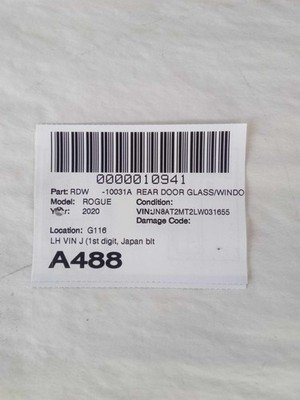 0000010941
Part: RDW -10031A REAR DOOR GLASS/WINDO
Model: ROGUE Condition:
Year: 2020 VIN:JN8AT2MT2LW031655
Damage Code:
Location: G116
LH VIN J (1st digit, Japan bit
A488